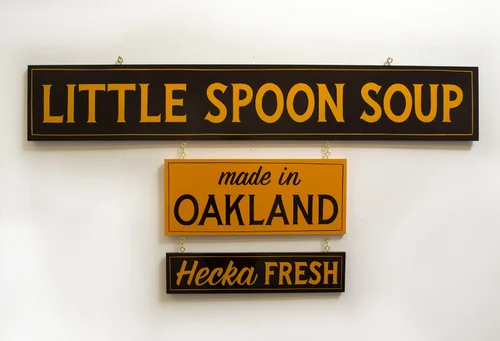 LITTLE SPOON SOUP
made in
OAKLAND
Hecka FRESH